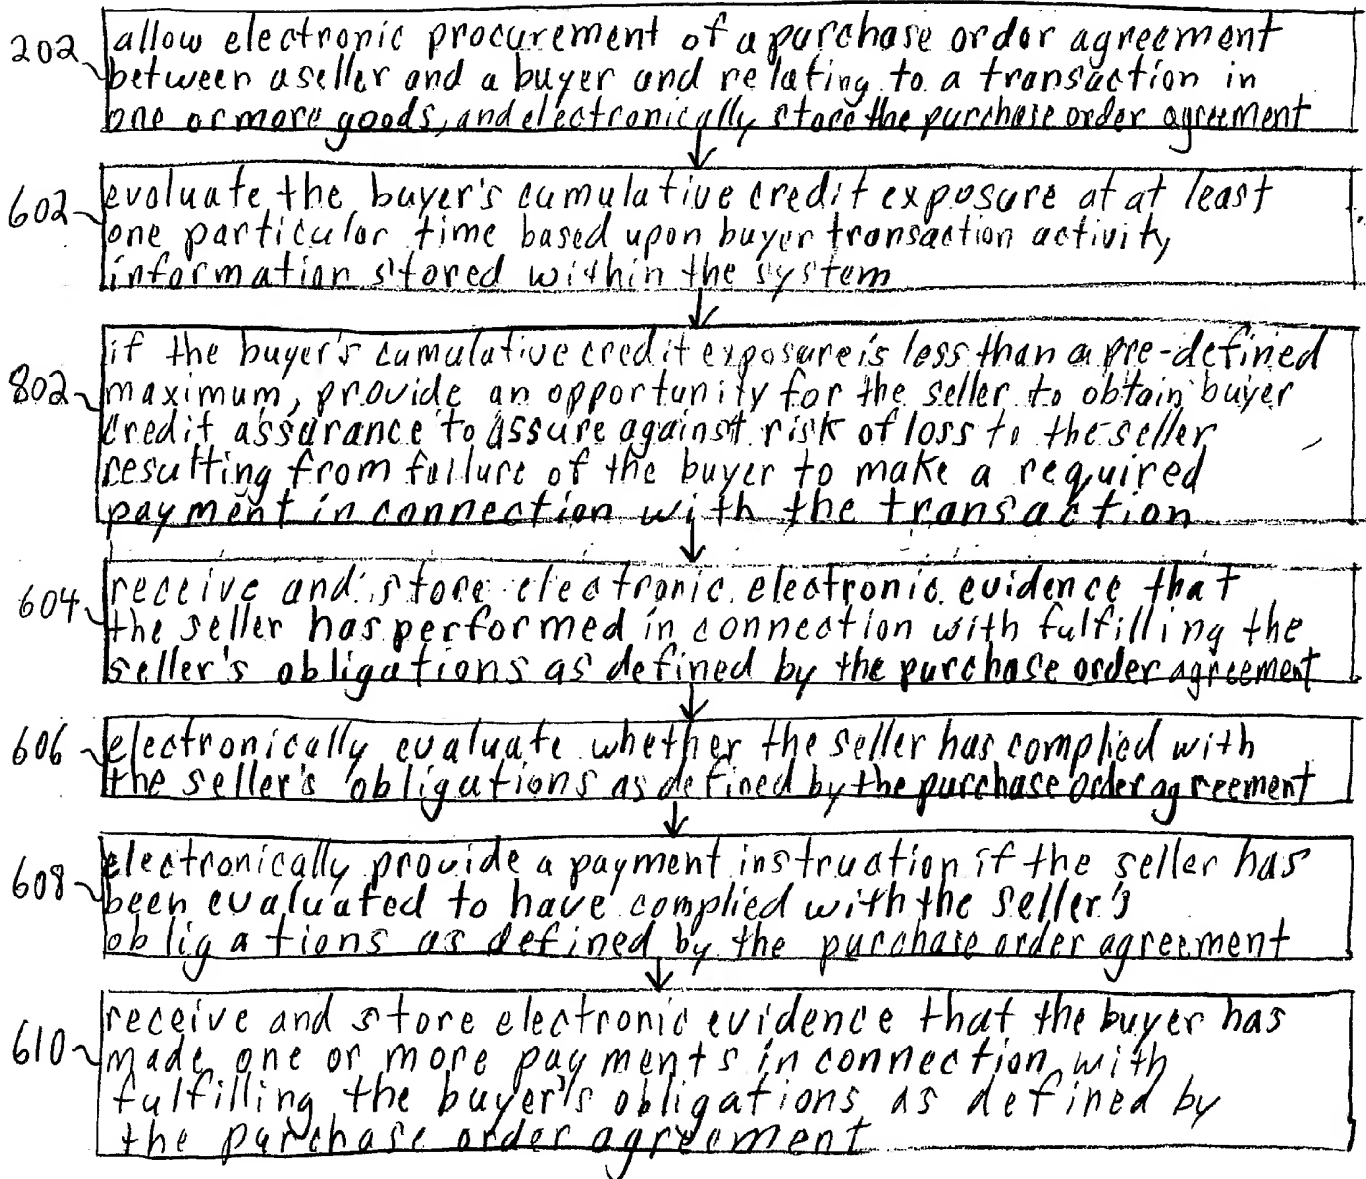 202 allow electronic procurement of a purchase order agreement
between a seller and a buyer and relating to a transaction in
one or more goods, and electronically store the purchase order agreement
602 evaluate the buyer's cumulative credit exposure at at least
one particular time based upon buyer transaction activity
information stored within the system
if the buyer's cumulative credit exposure is less than a pre-defined
802 maximum, provide an opportunity for the seller to obtain buyer
credit assurance to assure against risk of loss to the seller
resulting from failure of the buyer to make a required
payment in connection with the transaction
604 receive and store electronic electronic evidence that
the seller has performed in connection with fulfilling the
seller's obligations as defined by the purchase order agreement
606 electronically evaluate whether the seller has complied with
the seller's obligations as defined by the purchase order agreement
electronically provide a payment instruction if the seller has
608 been evaluated to have complied with the seller's
obligations as defined by the purchase order agreement
receive and store electronic evidence that the buyer has
610 made one or more payments in connection with
fulfilling the buyer's obligations as defined by
the purchase order agreement